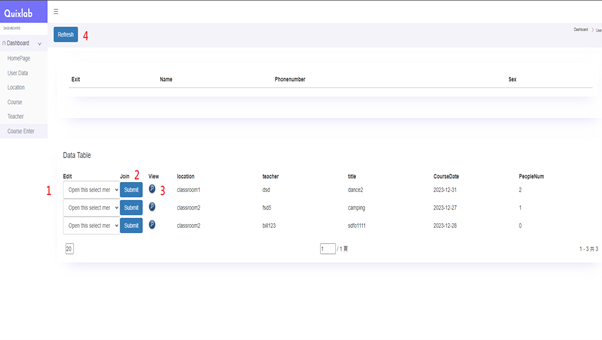 Quixlab
DASHBOARD
Dashboard
HomePage
User Data
Location
Course
Teacher
Course Enter
Refresh 4
Dashboard
Exit Name Phonenumber Sex
Data Table
2
Edit Join View location teacher title CourseDate PeopleNum
1 Open this select mer Submit 3 classroom1 dsd dance2 2023-12-31 2
Open this select mer Submit classroom2 fsd5 camping 2023-12-27 1
Open this select mer Submit classroom2 bill123 sdfo1111 2023-12-28 0
20 1 / 1 頁 1 - 3 共 3